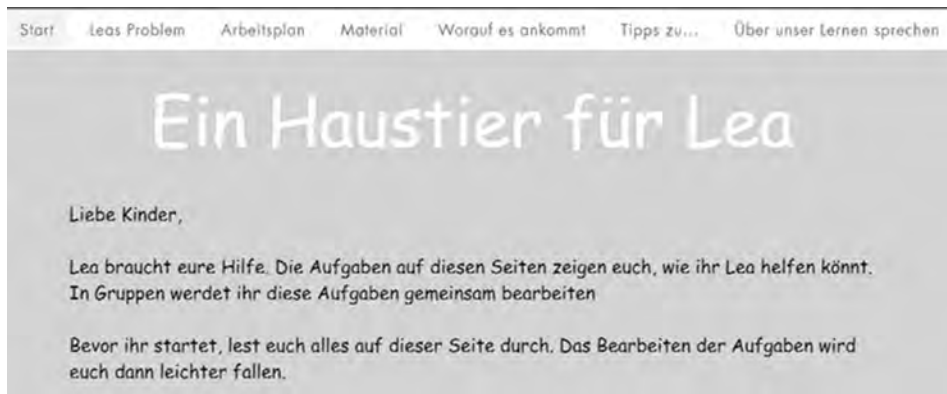 Start Leas Problem Arbeitsplan Material Worauf es ankommt Tipps zu... Über unser Lernen sprechen
Ein Haustier für Lea
Liebe Kinder,
Lea braucht eure Hilfe. Die Aufgaben auf diesen Seiten zeigen euch, wie ihr Lea helfen könnt.
In Gruppen werdet ihr diese Aufgaben gemeinsam bearbeiten
Bevor ihr startet, lest euch alles auf dieser Seite durch. Das Bearbeiten der Aufgaben wird
euch dann leichter fallen.